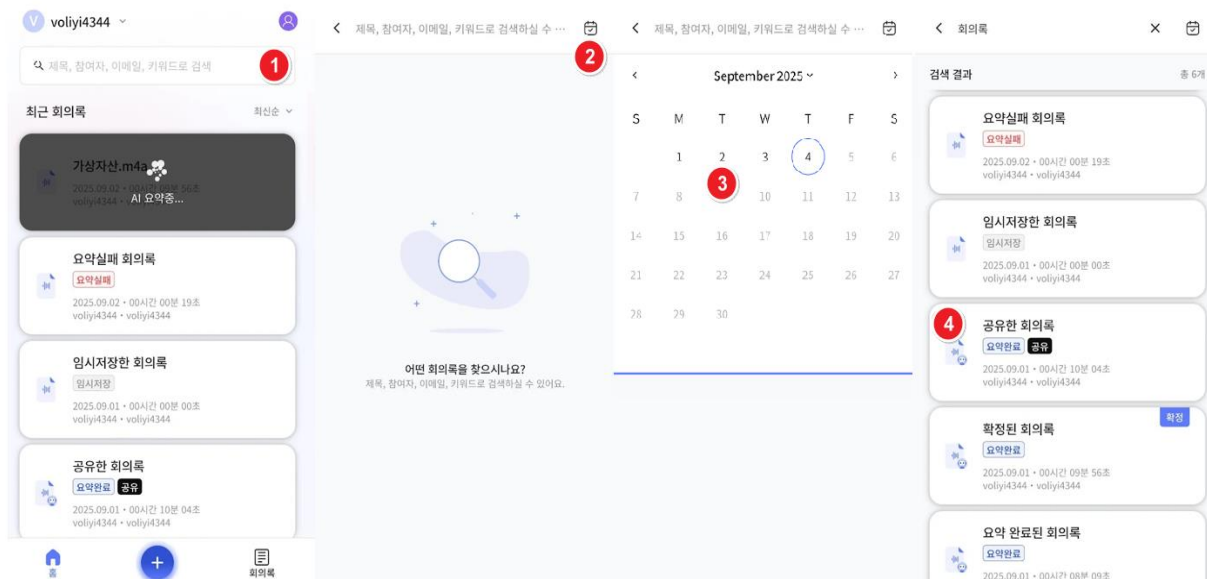 V voliyi4344
제목, 참여자, 이메일, 키워드로 검색
1
최근 회의록
최신순
가상자산.m4a
AI 요약중...
요약실패 회의록
요약실패
2025.09.02 • 00시간 00분 19초
voliyi4344 • voliyi4344
임시저장한 회의록
임시저장
2025.09.01 • 00시간 00분 00초
voliyi4344 • voliyi4344
공유한 회의록
요약완료 공유
2025.09.01 • 00시간 10분 04초
voliyi4344 • voliyi4344
홈
회의록
제목, 참여자, 이메일, 키워드로 검색하실 수 ⋯
2
어떤 회의록을 찾으시나요?
제목, 참여자, 이메일, 키워드로 검색하실 수 있어요.
제목, 참여자, 이메일, 키워드로 검색하실 수 ⋯
September 2025
S M T W T F S
1 2 3 4 5 6
3
7 8 10 11 12 13
14 15 16 17 18 19 20
21 22 23 24 25 26 27
28 29 30
회의록
검색 결과
총 6개
요약실패 회의록
요약실패
2025.09.02 • 00시간 00분 19초
voliyi4344 • voliyi4344
임시저장한 회의록
임시저장
2025.09.01 • 00시간 00분 00초
voliyi4344 • voliyi4344
4
공유한 회의록
요약완료 공유
2025.09.01 • 00시간 10분 04초
voliyi4344 • voliyi4344
확정
확정된 회의록
요약완료
2025.09.01 • 00시간 09분 56초
voliyi4344 • voliyi4344
요약 완료된 회의록
요약완료
2025.09.01 • 00시간 08분 09초